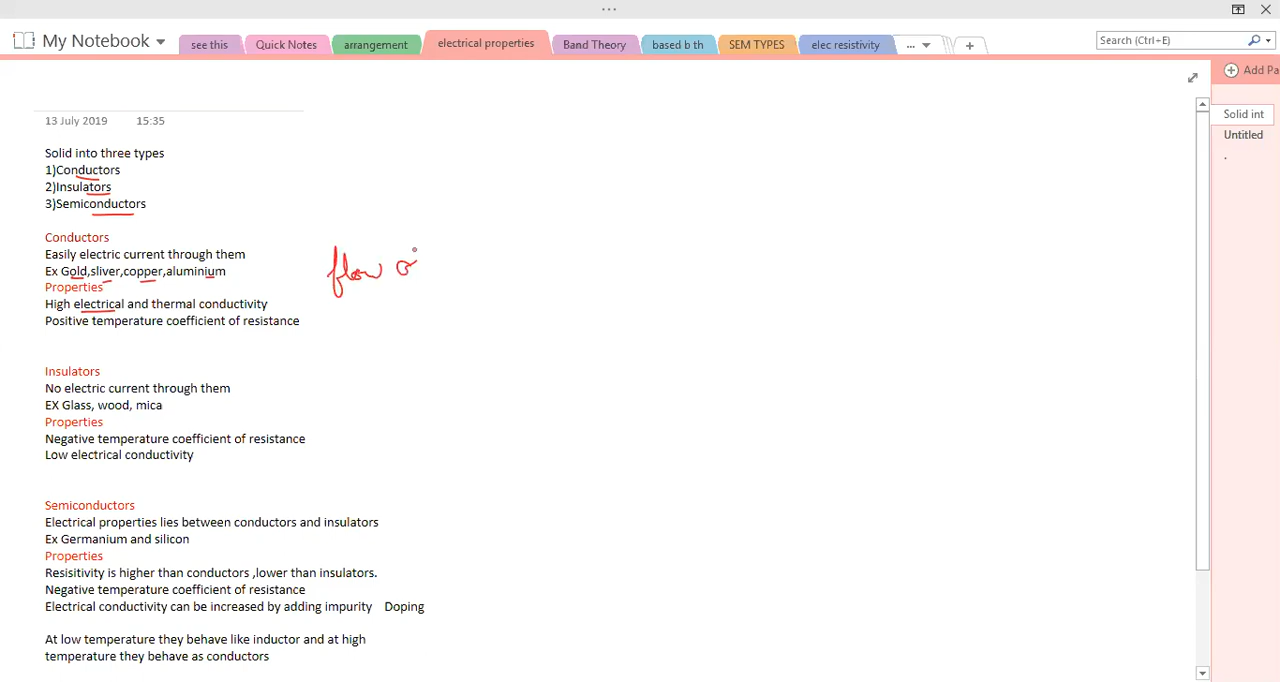 ...
My Notebook
see this
Quick Notes
arrangement
electrical properties
Band Theory
based b th
SEM TYPES
elec resistivity
...
+
Search (Ctrl+E)
Add Pa
Solid int
Untitled
.
13 July 2019 15:35
Solid into three types
1)Conductors
2)Insulators
3)Semiconductors
Conductors
Easily electric current through them
Ex Gold,sliver,copper,aluminium
flow o
Properties
High electrical and thermal conductivity
Positive temperature coefficient of resistance
Insulators
No electric current through them
EX Glass, wood, mica
Properties
Negative temperature coefficient of resistance
Low electrical conductivity
Semiconductors
Electrical properties lies between conductors and insulators
Ex Germanium and silicon
Properties
Resisitivity is higher than conductors ,lower than insulators.
Negative temperature coefficient of resistance
Electrical conductivity can be increased by adding impurity Doping
At low temperature they behave like inductor and at high
temperature they behave as conductors